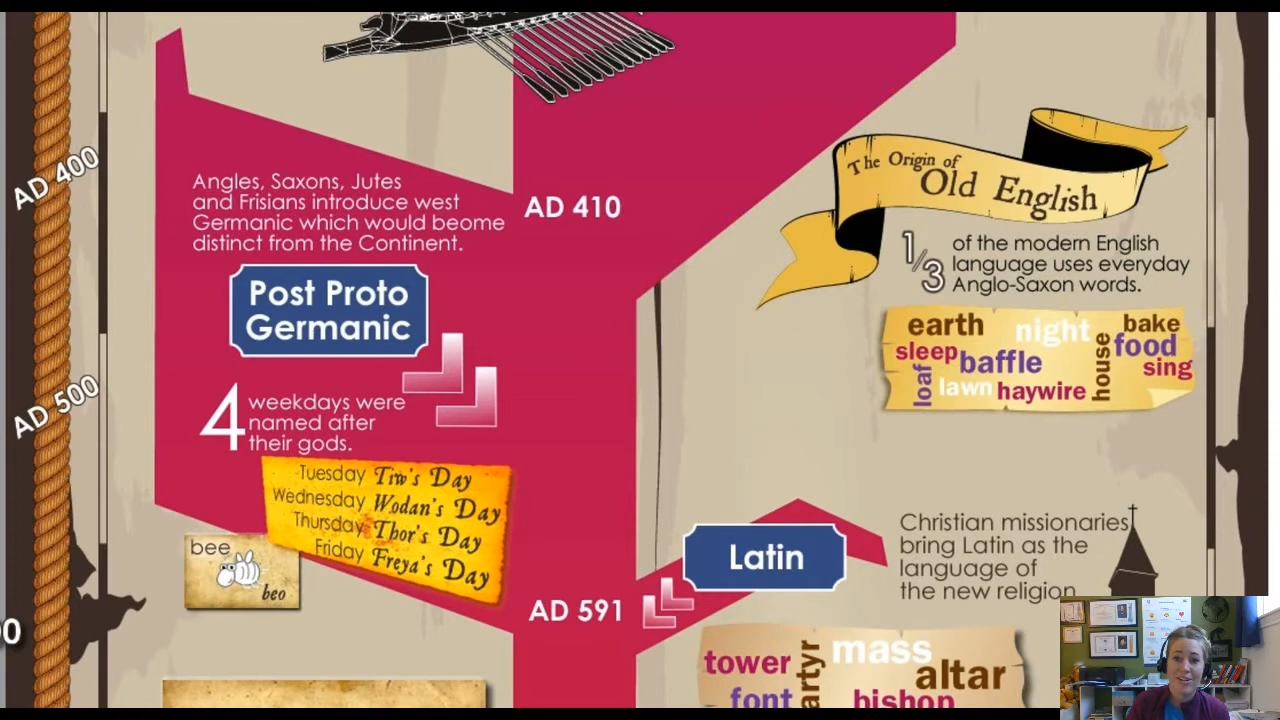 AD 400
AD 500
00
Angles, Saxons, Jutes
and Frisians introduce west
Germanic which would beome
distinct from the Continent.
AD 410
Post Proto
Germanic
4
weekdays were
named after
their gods.
Tuesday Tiw's Day
Wednesday Wodan's Day
Thursday Thor's Day
Friday Freya's Day
bee
beo
AD 591
The Origin of
Old English
1/3
of the modern English
language uses everyday
Anglo-Saxon words.
earth night bake
sleep baffle house food
loaf lawn haywire sing
Latin
Christian missionaries
bring Latin as the
language of
the new religion
tower artyr mass
altar
font bishop